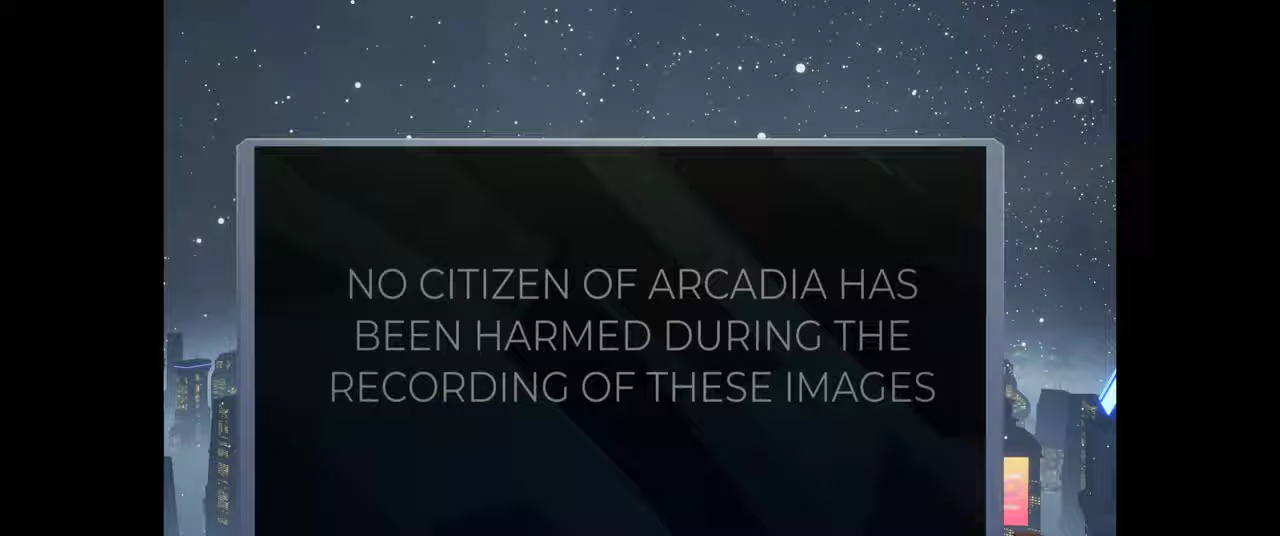 NO CITIZEN OF ARCADIA HAS
BEEN HARMED DURING THE
RECORDING OF THESE IMAGES